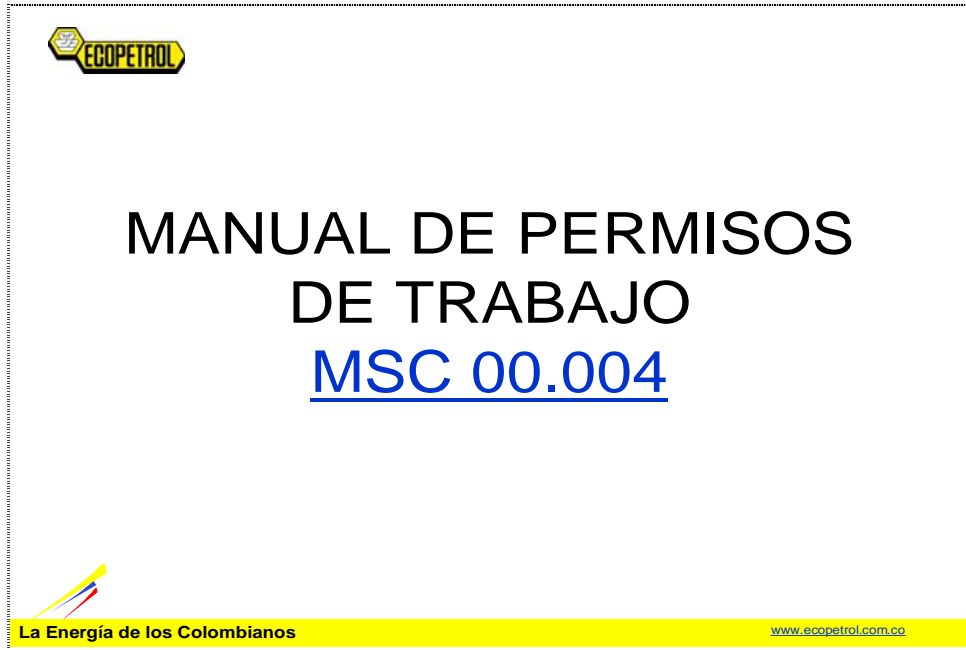 ECOPETROL
MANUAL DE PERMISOS
DE TRABAJO
MSC 00.004
La Energía de los Colombianos
www.ecopetrol.com.co